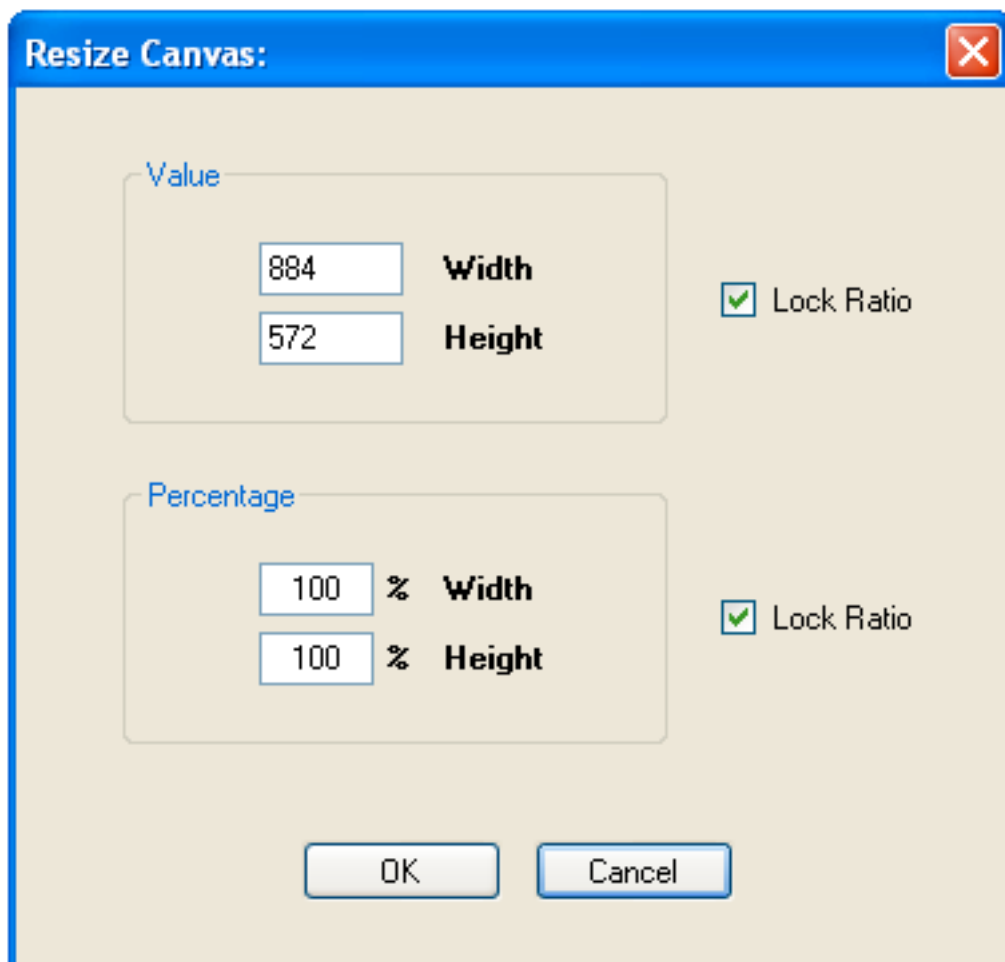 Resize Canvas:
Value
884 Width
572 Height
Lock Ratio
Percentage
100 % Width
100 % Height
Lock Ratio
OK Cancel